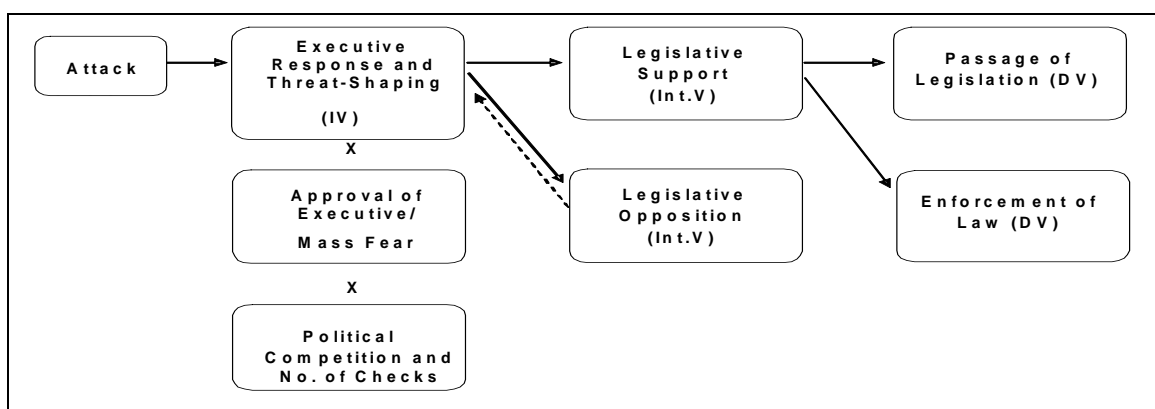 Attack
Executive
Response and
Threat-Shaping
(IV)
X
Approval of
Executive/
Mass Fear
X
Political
Competition and
No. of Checks
Legislative
Support
(Int.V)
Legislative
Opposition
(Int.V)
Passage of
Legislation (DV)
Enforcement of
Law (DV)